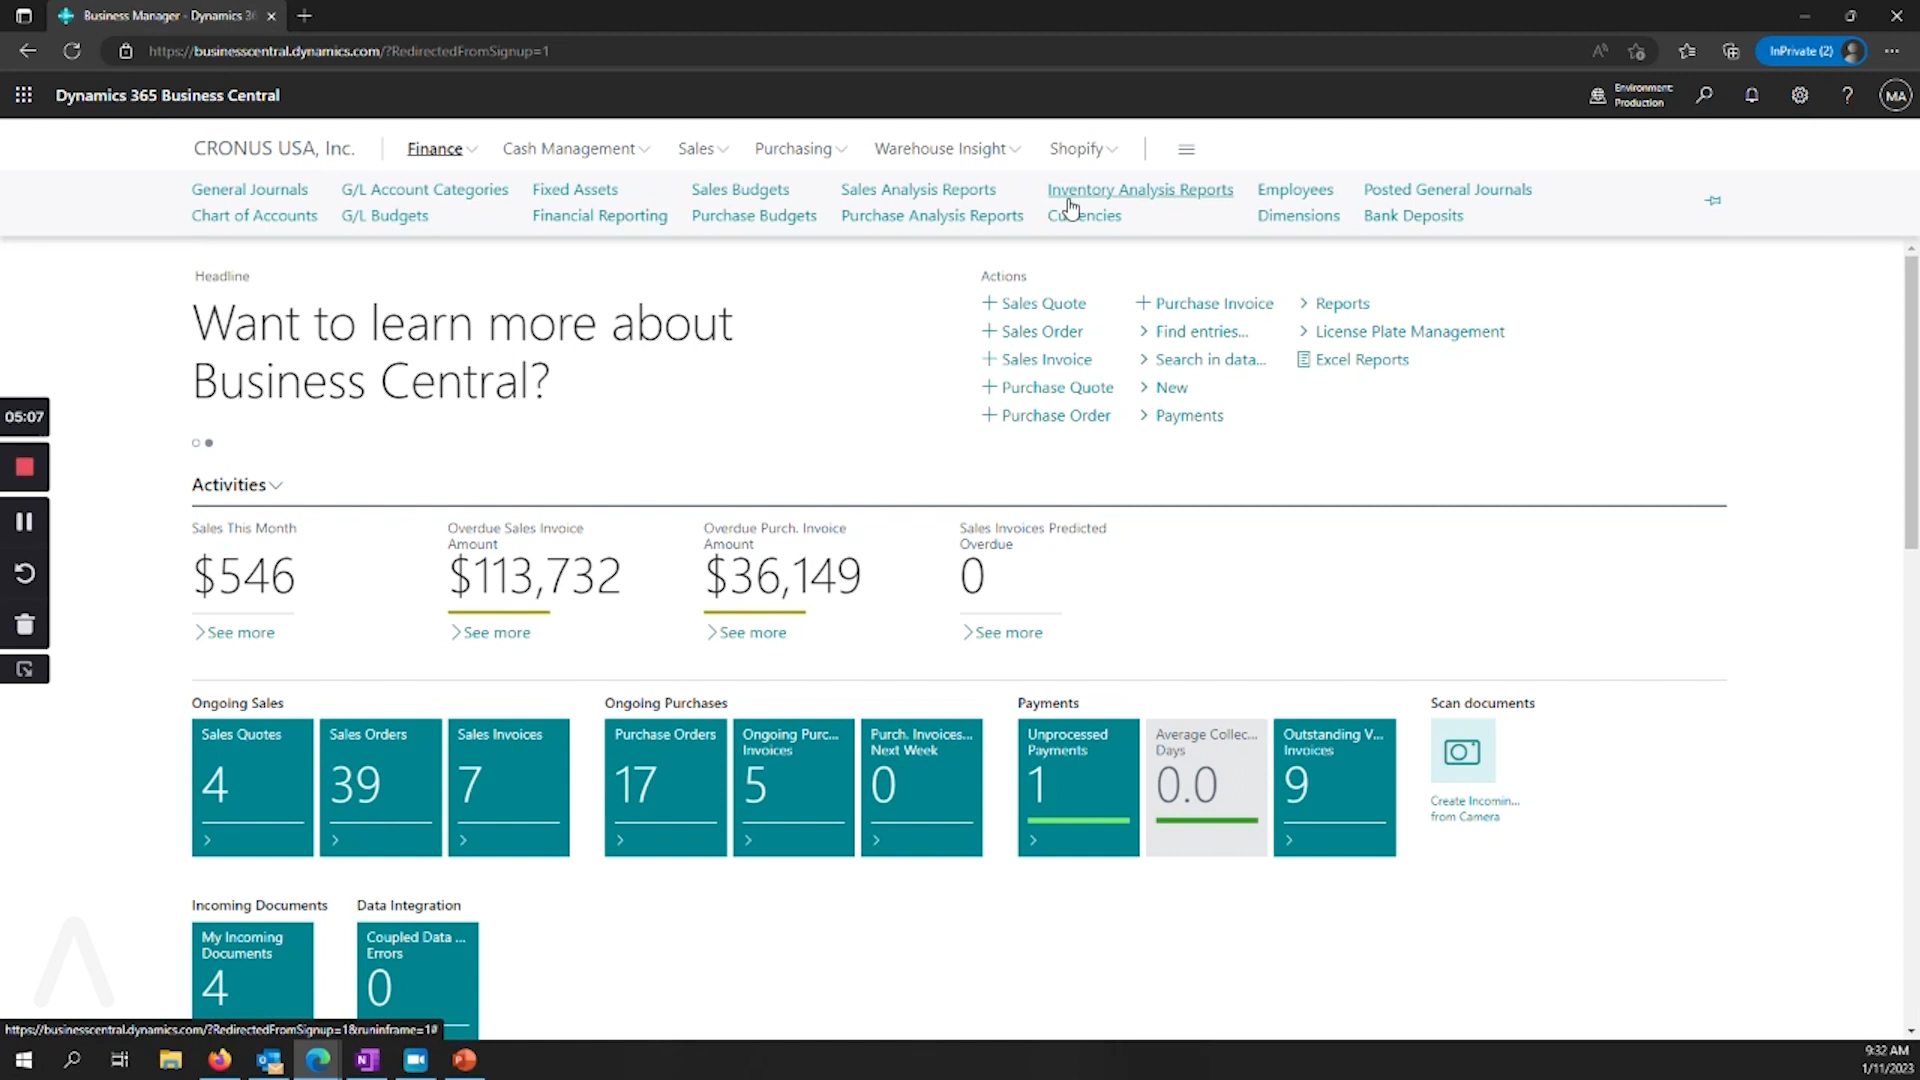 Business Manager - Dynamics 36
https://businesscentral.dynamics.com/?RedirectedFromSignup=1
InPrivate (2)
Dynamics 365 Business Central
Environment:
Production
MA
CRONUS USA, Inc.
Finance
Cash Management
Sales
Purchasing
Warehouse Insight
Shopify
General Journals
G/L Account Categories
Fixed Assets
Sales Budgets
Sales Analysis Reports
Inventory Analysis Reports
Employees
Posted General Journals
Chart of Accounts
G/L Budgets
Financial Reporting
Purchase Budgets
Purchase Analysis Reports
Currencies
Dimensions
Bank Deposits
Headline
Want to learn more about
Business Central?
Actions
Sales Quote
Sales Order
Sales Invoice
Purchase Quote
Purchase Order
Purchase Invoice
Find entries...
Search in data...
New
Payments
Reports
License Plate Management
Excel Reports
05:07
Activities
Sales This Month
$546
See more
Overdue Sales Invoice
Amount
$113,732
See more
Overdue Purch. Invoice
Amount
$36,149
See more
Sales Invoices Predicted
Overdue
0
See more
Ongoing Sales
Sales Quotes
4
Sales Orders
39
Sales Invoices
7
Ongoing Purchases
Purchase Orders
17
Ongoing Purc...
Invoices
5
Purch. Invoices...
Next Week
0
Payments
Unprocessed
Payments
1
Average Collec...
Days
0.0
Outstanding V...
Invoices
9
Scan documents
Create Incomin...
from Camera
Incoming Documents
My Incoming
Documents
4
Data Integration
Coupled Data ...
Errors
0
https://businesscentral.dynamics.com/?RedirectedFromSignup=1&runinframe=1#
9:32 AM
1/11/2023